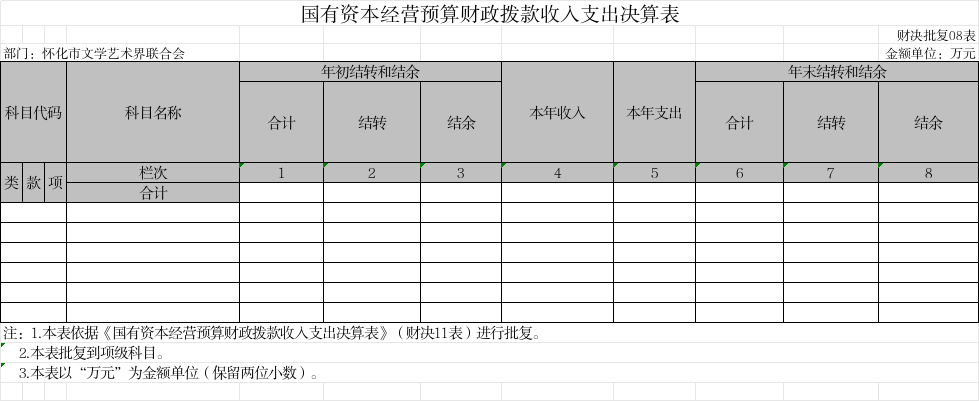 国有资本经营预算财政拨款收入支出决算表
财决批复08表
部门：怀化市文学艺术界联合会 金额单位：万元
科目代码 科目名称 年初结转和结余 本年收入 本年支出 年末结转和结余
合计 结转 结余 合计 结转 结余
类 款 项 栏次 1 2 3 4 5 6 7 8
合计
注：1.本表依据《国有资本经营预算财政拨款收入支出决算表》（财决11表）进行批复。
2.本表批复到项级科目。
3.本表以“万元”为金额单位（保留两位小数）。